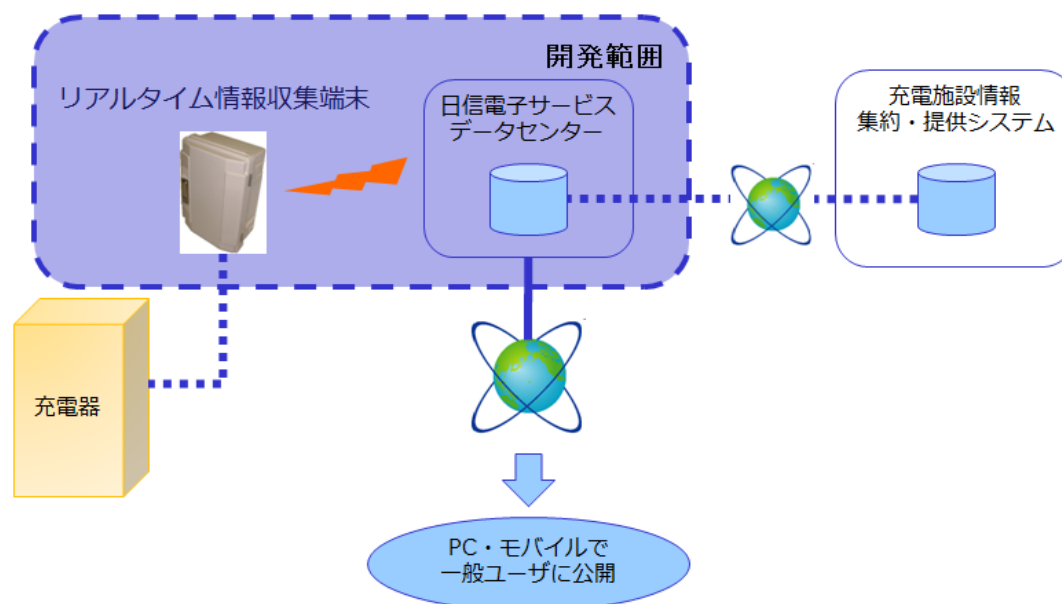 開発範囲
リアルタイム情報収集端末
日信電子サービス
データセンター
充電施設情報
集約・提供システム
充電器
PC・モバイルで
一般ユーザに公開